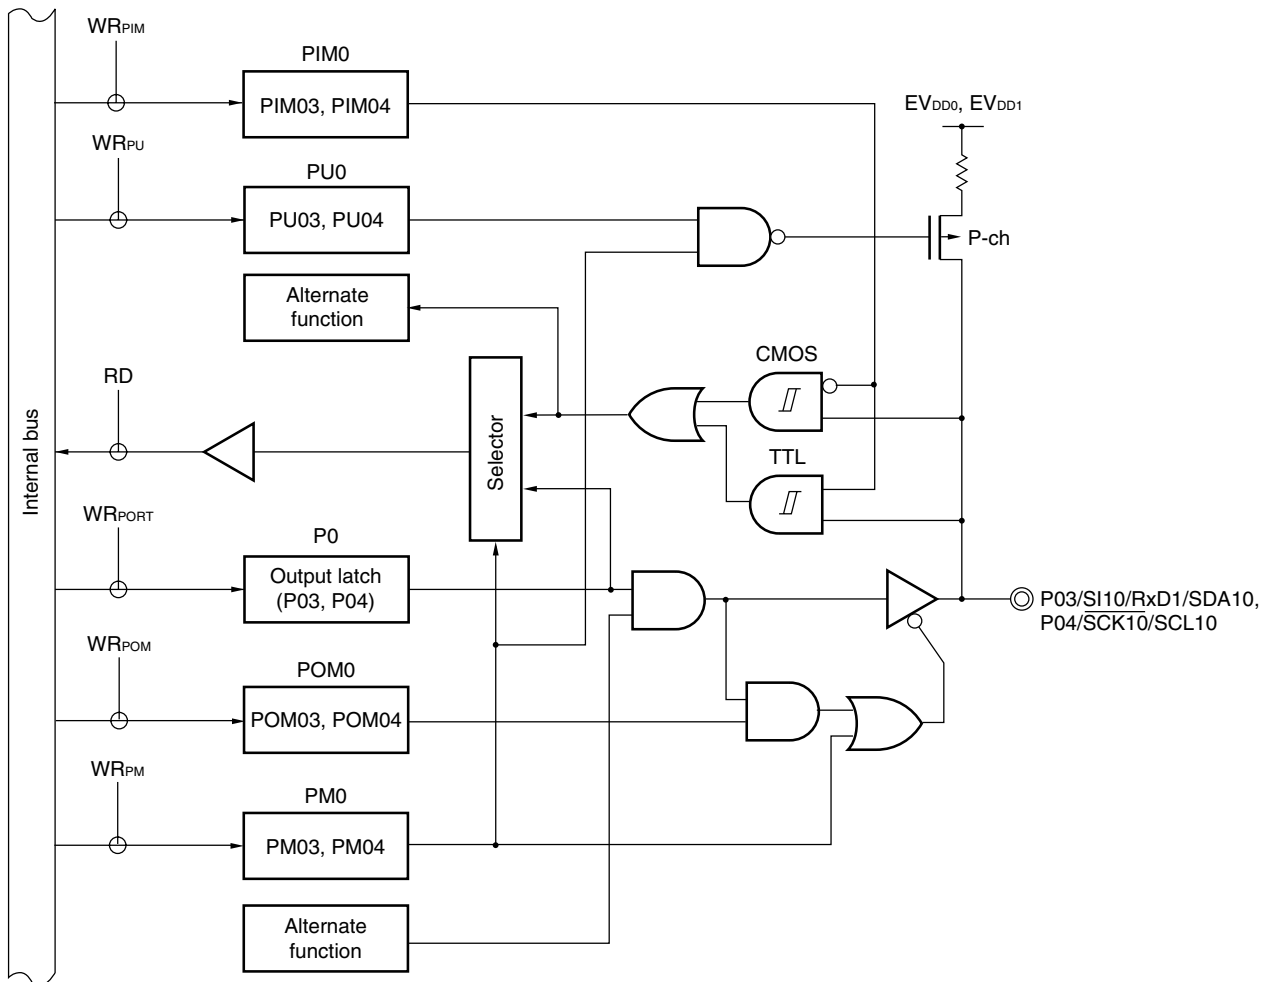 WRPIM
PIM0
PIM03, PIM04
EVDD0, EVDD1
WRPU
PU0
PU03, PU04
P-ch
Alternate
function
CMOS
RD
Selector
TTL
Internal bus
WRPORT
P0
Output latch
(P03, P04)
P03/SI10/RxD1/SDA10,
P04/SCK10/SCL10
WRPOM
POM0
POM03, POM04
WRPM
PM0
PM03, PM04
Alternate
function